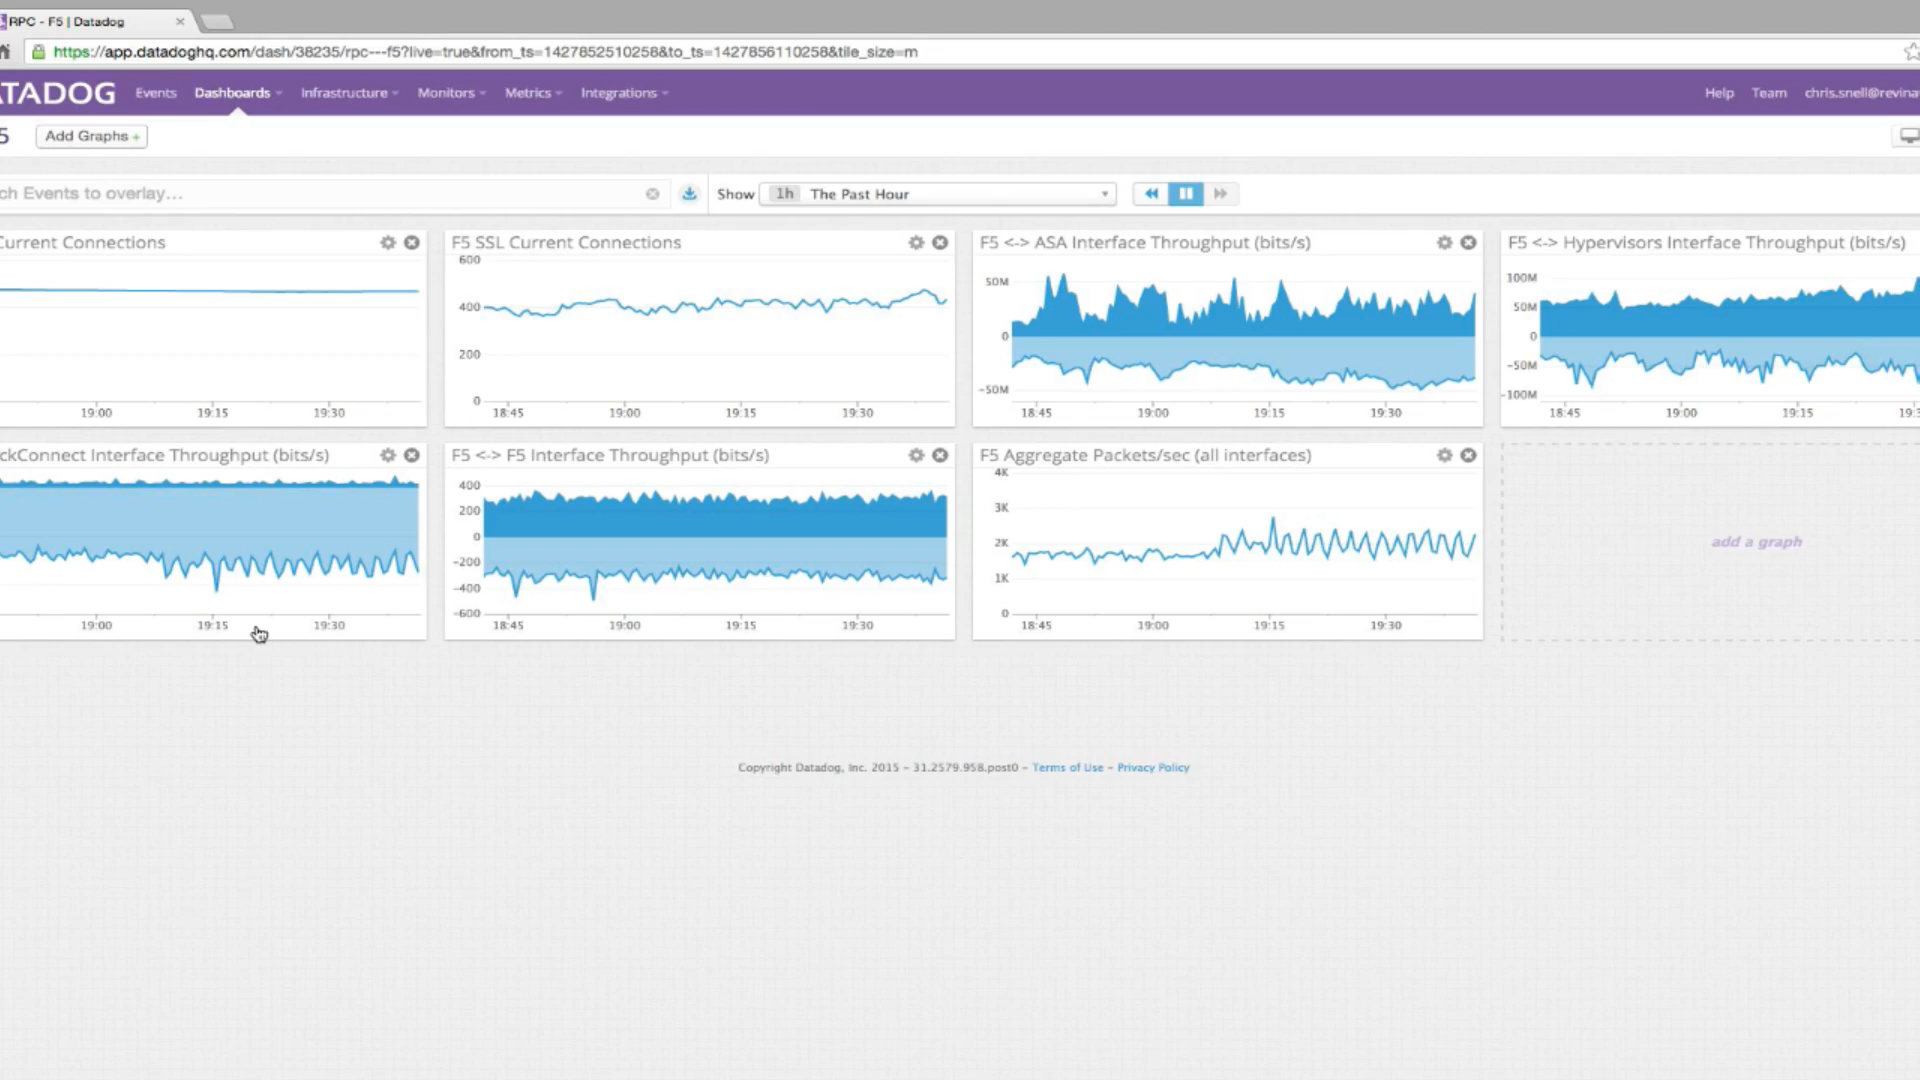 RPC - F5 | Datadog
https://app.datadoghq.com/dash/38235/rpc---f5?live=true&from_ts=1427852510258&to_ts=1427856110258&tile_size=m
TADOG Events Dashboards Infrastructure Monitors Metrics Integrations Help Team chris.snell@revina
5 Add Graphs +
ch Events to overlay... Show 1h The Past Hour
Current Connections
19:00 19:15 19:30
F5 SSL Current Connections
600
400
200
0
18:45 19:00 19:15 19:30
F5 <-> ASA Interface Throughput (bits/s)
50M
0
-50M
18:45 19:00 19:15 19:30
F5 <-> Hypervisors Interface Throughput (bits/s)
100M
50M
0
-50M
-100M
18:45 19:00 19:15 19:3
ckConnect Interface Throughput (bits/s)
19:00 19:15 19:30
F5 <-> F5 Interface Throughput (bits/s)
400
200
0
-200
-400
-600
18:45 19:00 19:15 19:30
F5 Aggregate Packets/sec (all interfaces)
4K
3K
2K
1K
0
18:45 19:00 19:15 19:30
add a graph
Copyright Datadog, Inc. 2015 - 31.2579.958.post0 - Terms of Use - Privacy Policy